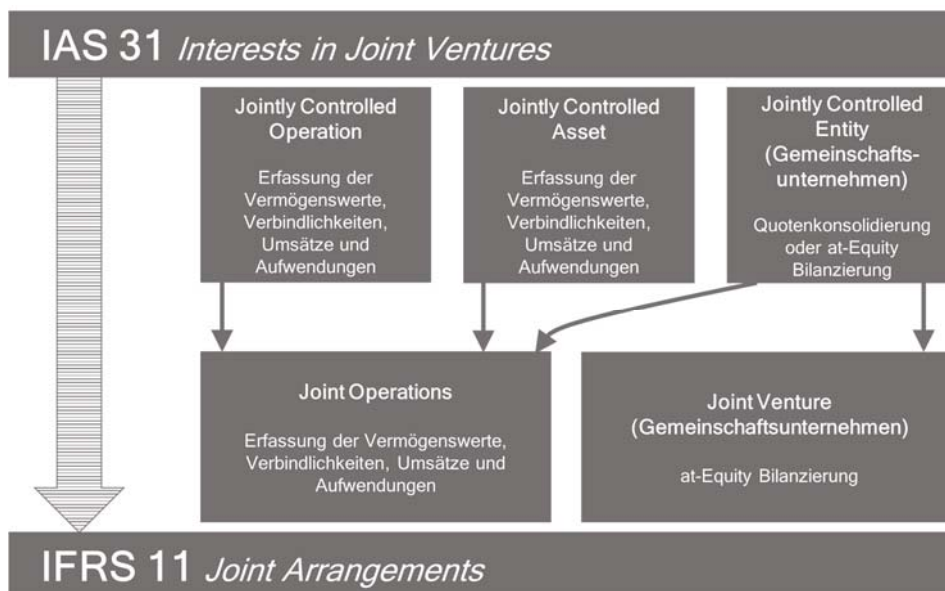 IAS 31 Interests in Joint Ventures
Jointly Controlled
Operation
Erfassung der
Vermögenswerte,
Verbindlichkeiten,
Umsätze und
Aufwendungen
Jointly Controlled
Asset
Erfassung der
Vermögenswerte,
Verbindlichkeiten,
Umsätze und
Aufwendungen
Jointly Controlled
Entity
(Gemeinschafts-
unternehmen)
Quotenkonsolidierung
oder at-Equity
Bilanzierung
Joint Operations
Erfassung der Vermögenswerte,
Verbindlichkeiten, Umsätze und
Aufwendungen
Joint Venture
(Gemeinschaftsunternehmen)
at-Equity Bilanzierung
IFRS 11 Joint Arrangements